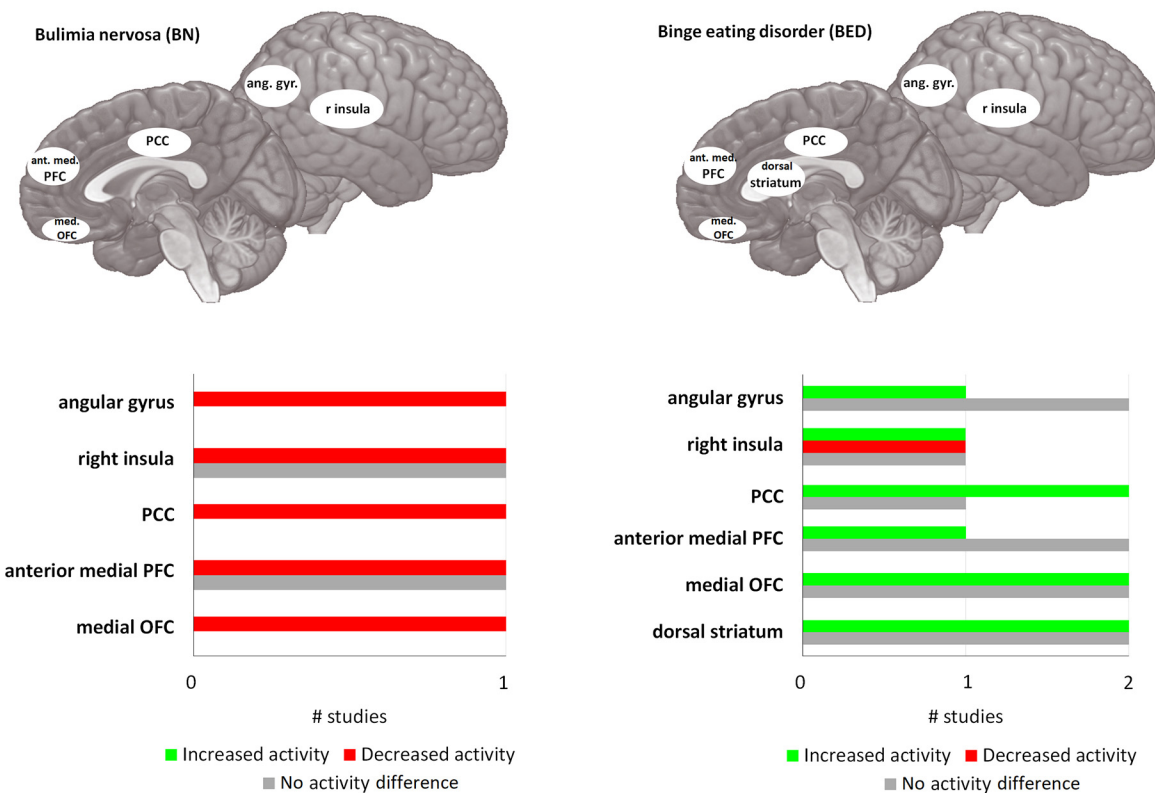 Bulimia nervosa (BN)
ang. gyr.
r insula
PCC
ant. med.
PFC
med.
OFC
angular gyrus
right insula
PCC
anterior medial PFC
medial OFC
0 1
# studies
Increased activity Decreased activity
No activity difference
Binge eating disorder (BED)
ang. gyr.
r insula
PCC
ant. med.
PFC
dorsal
striatum
med.
OFC
angular gyrus
right insula
PCC
anterior medial PFC
medial OFC
dorsal striatum
0 1 2
# studies
Increased activity Decreased activity
No activity difference